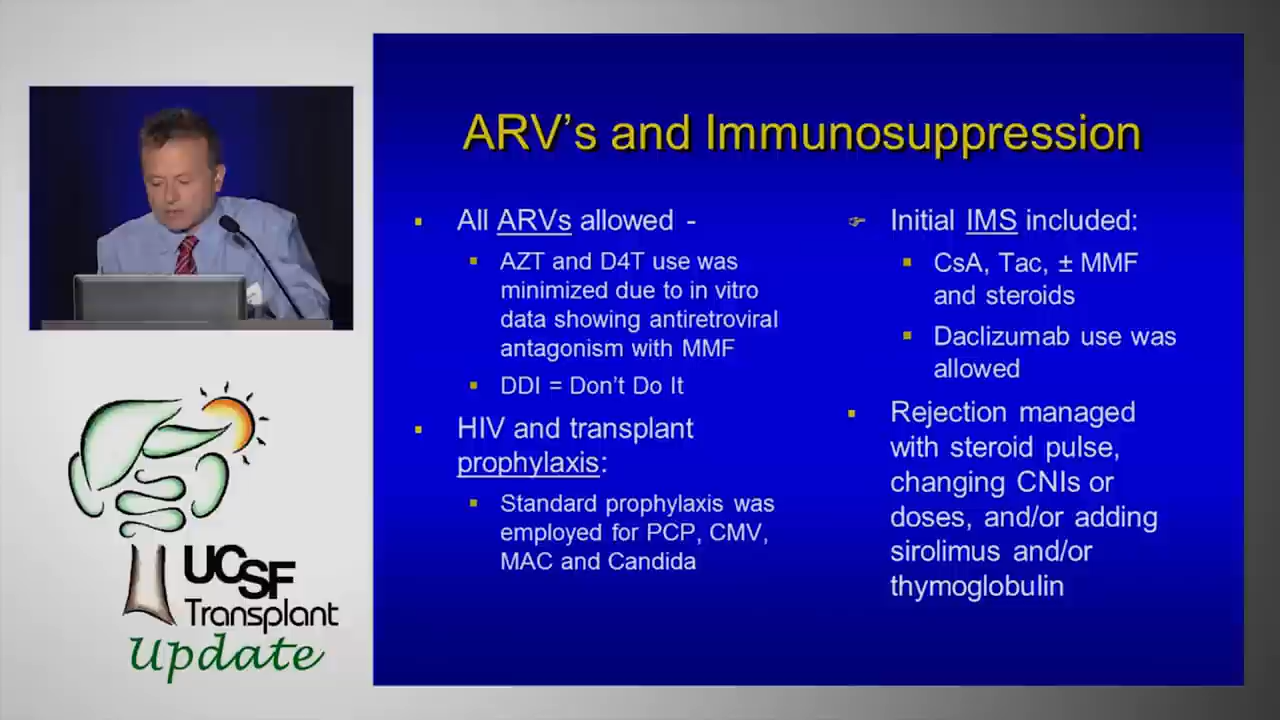 ARV's and Immunosuppression
▪ All ARVs allowed -
▪ AZT and D4T use was
minimized due to in vitro
data showing antiretroviral
antagonism with MMF
▪ DDI = Don't Do It
▪ HIV and transplant
prophylaxis:
▪ Standard prophylaxis was
employed for PCP, CMV,
MAC and Candida
☞ Initial IMS included:
▪ CsA, Tac, ± MMF
and steroids
▪ Daclizumab use was
allowed
▪ Rejection managed
with steroid pulse,
changing CNIs or
doses, and/or adding
sirolimus and/or
thymoglobulin
UCSF
Transplant
Update